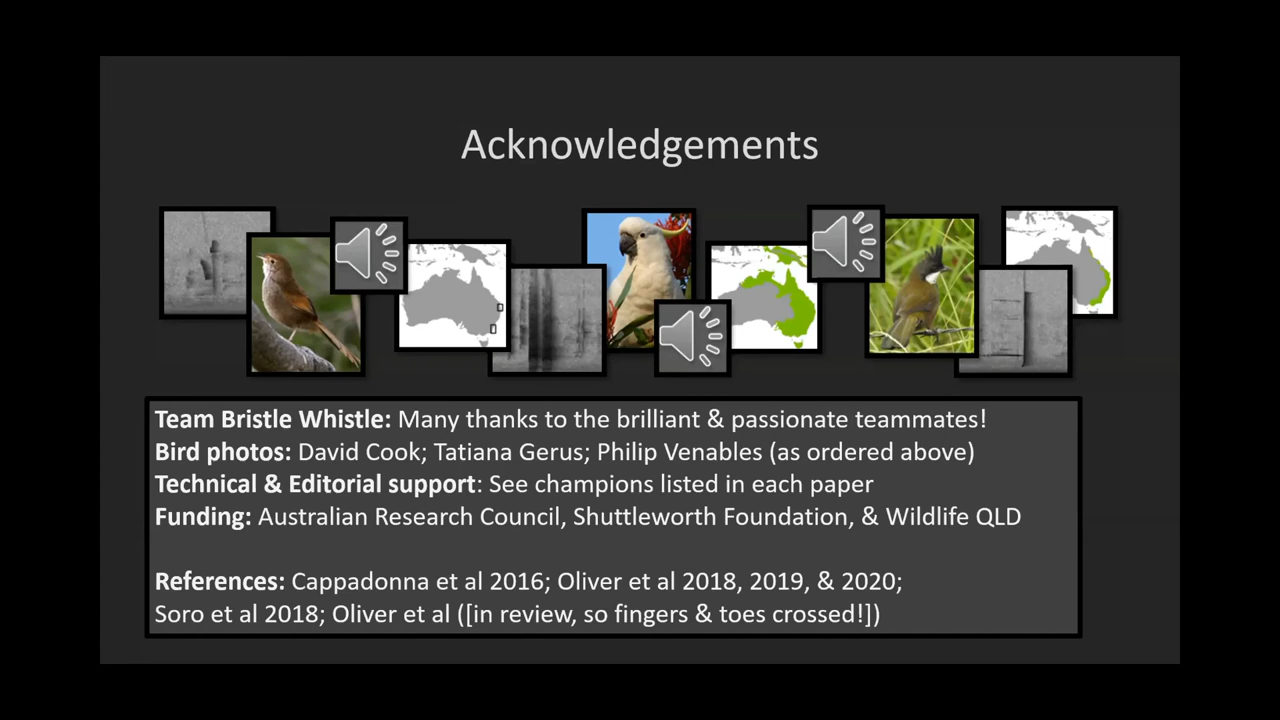 Acknowledgements
Team Bristle Whistle: Many thanks to the brilliant & passionate teammates!
Bird photos: David Cook; Tatiana Gerus; Philip Venables (as ordered above)
Technical & Editorial support: See champions listed in each paper
Funding: Australian Research Council, Shuttleworth Foundation, & Wildlife QLD
References: Cappadonna et al 2016; Oliver et al 2018, 2019, & 2020;
Soro et al 2018; Oliver et al ([in review, so fingers & toes crossed!])